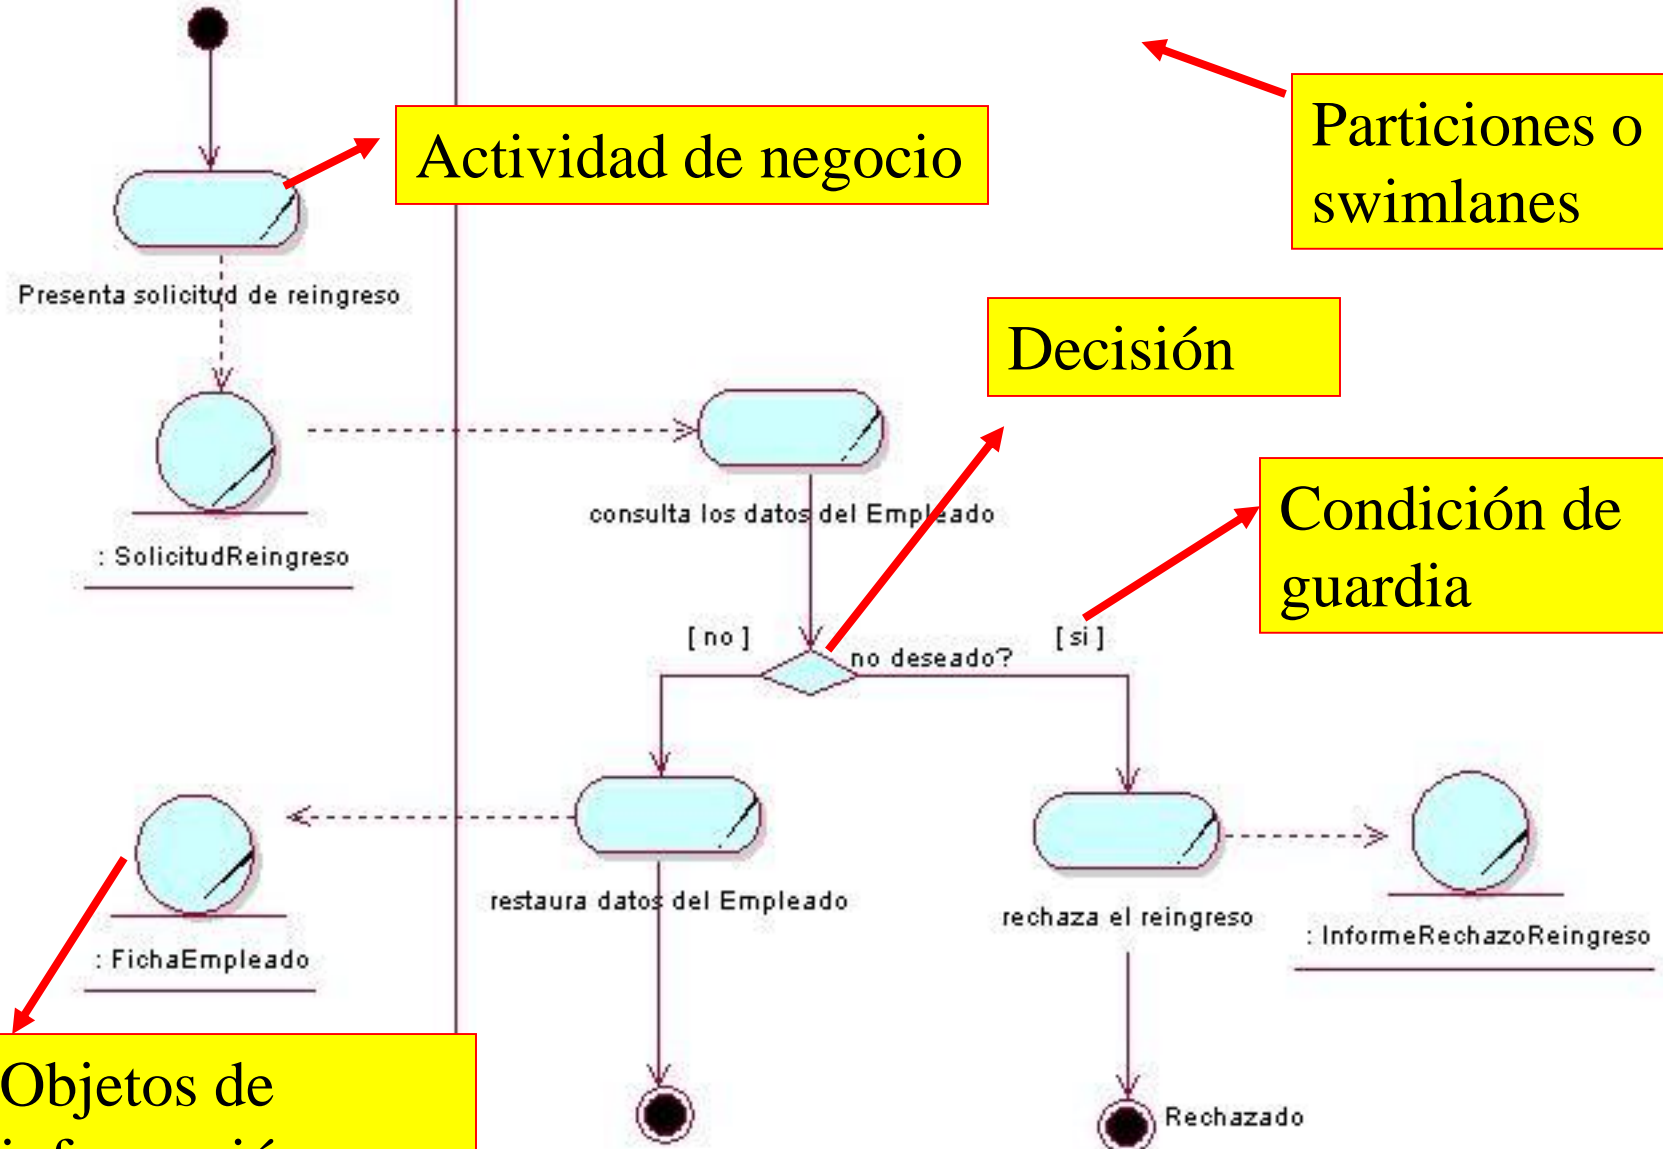 Actividad de negocio
Particiones o
swimlanes
Presenta solicitud de reingreso
Decisión
consulta los datos del Empleado
Condición de
guardia
: SolicitudReingreso
[ no ]
no deseado?
[ si ]
restaura datos del Empleado
rechaza el reingreso
: InformeRechazoReingreso
: FichaEmpleado
Objetos de
Rechazado